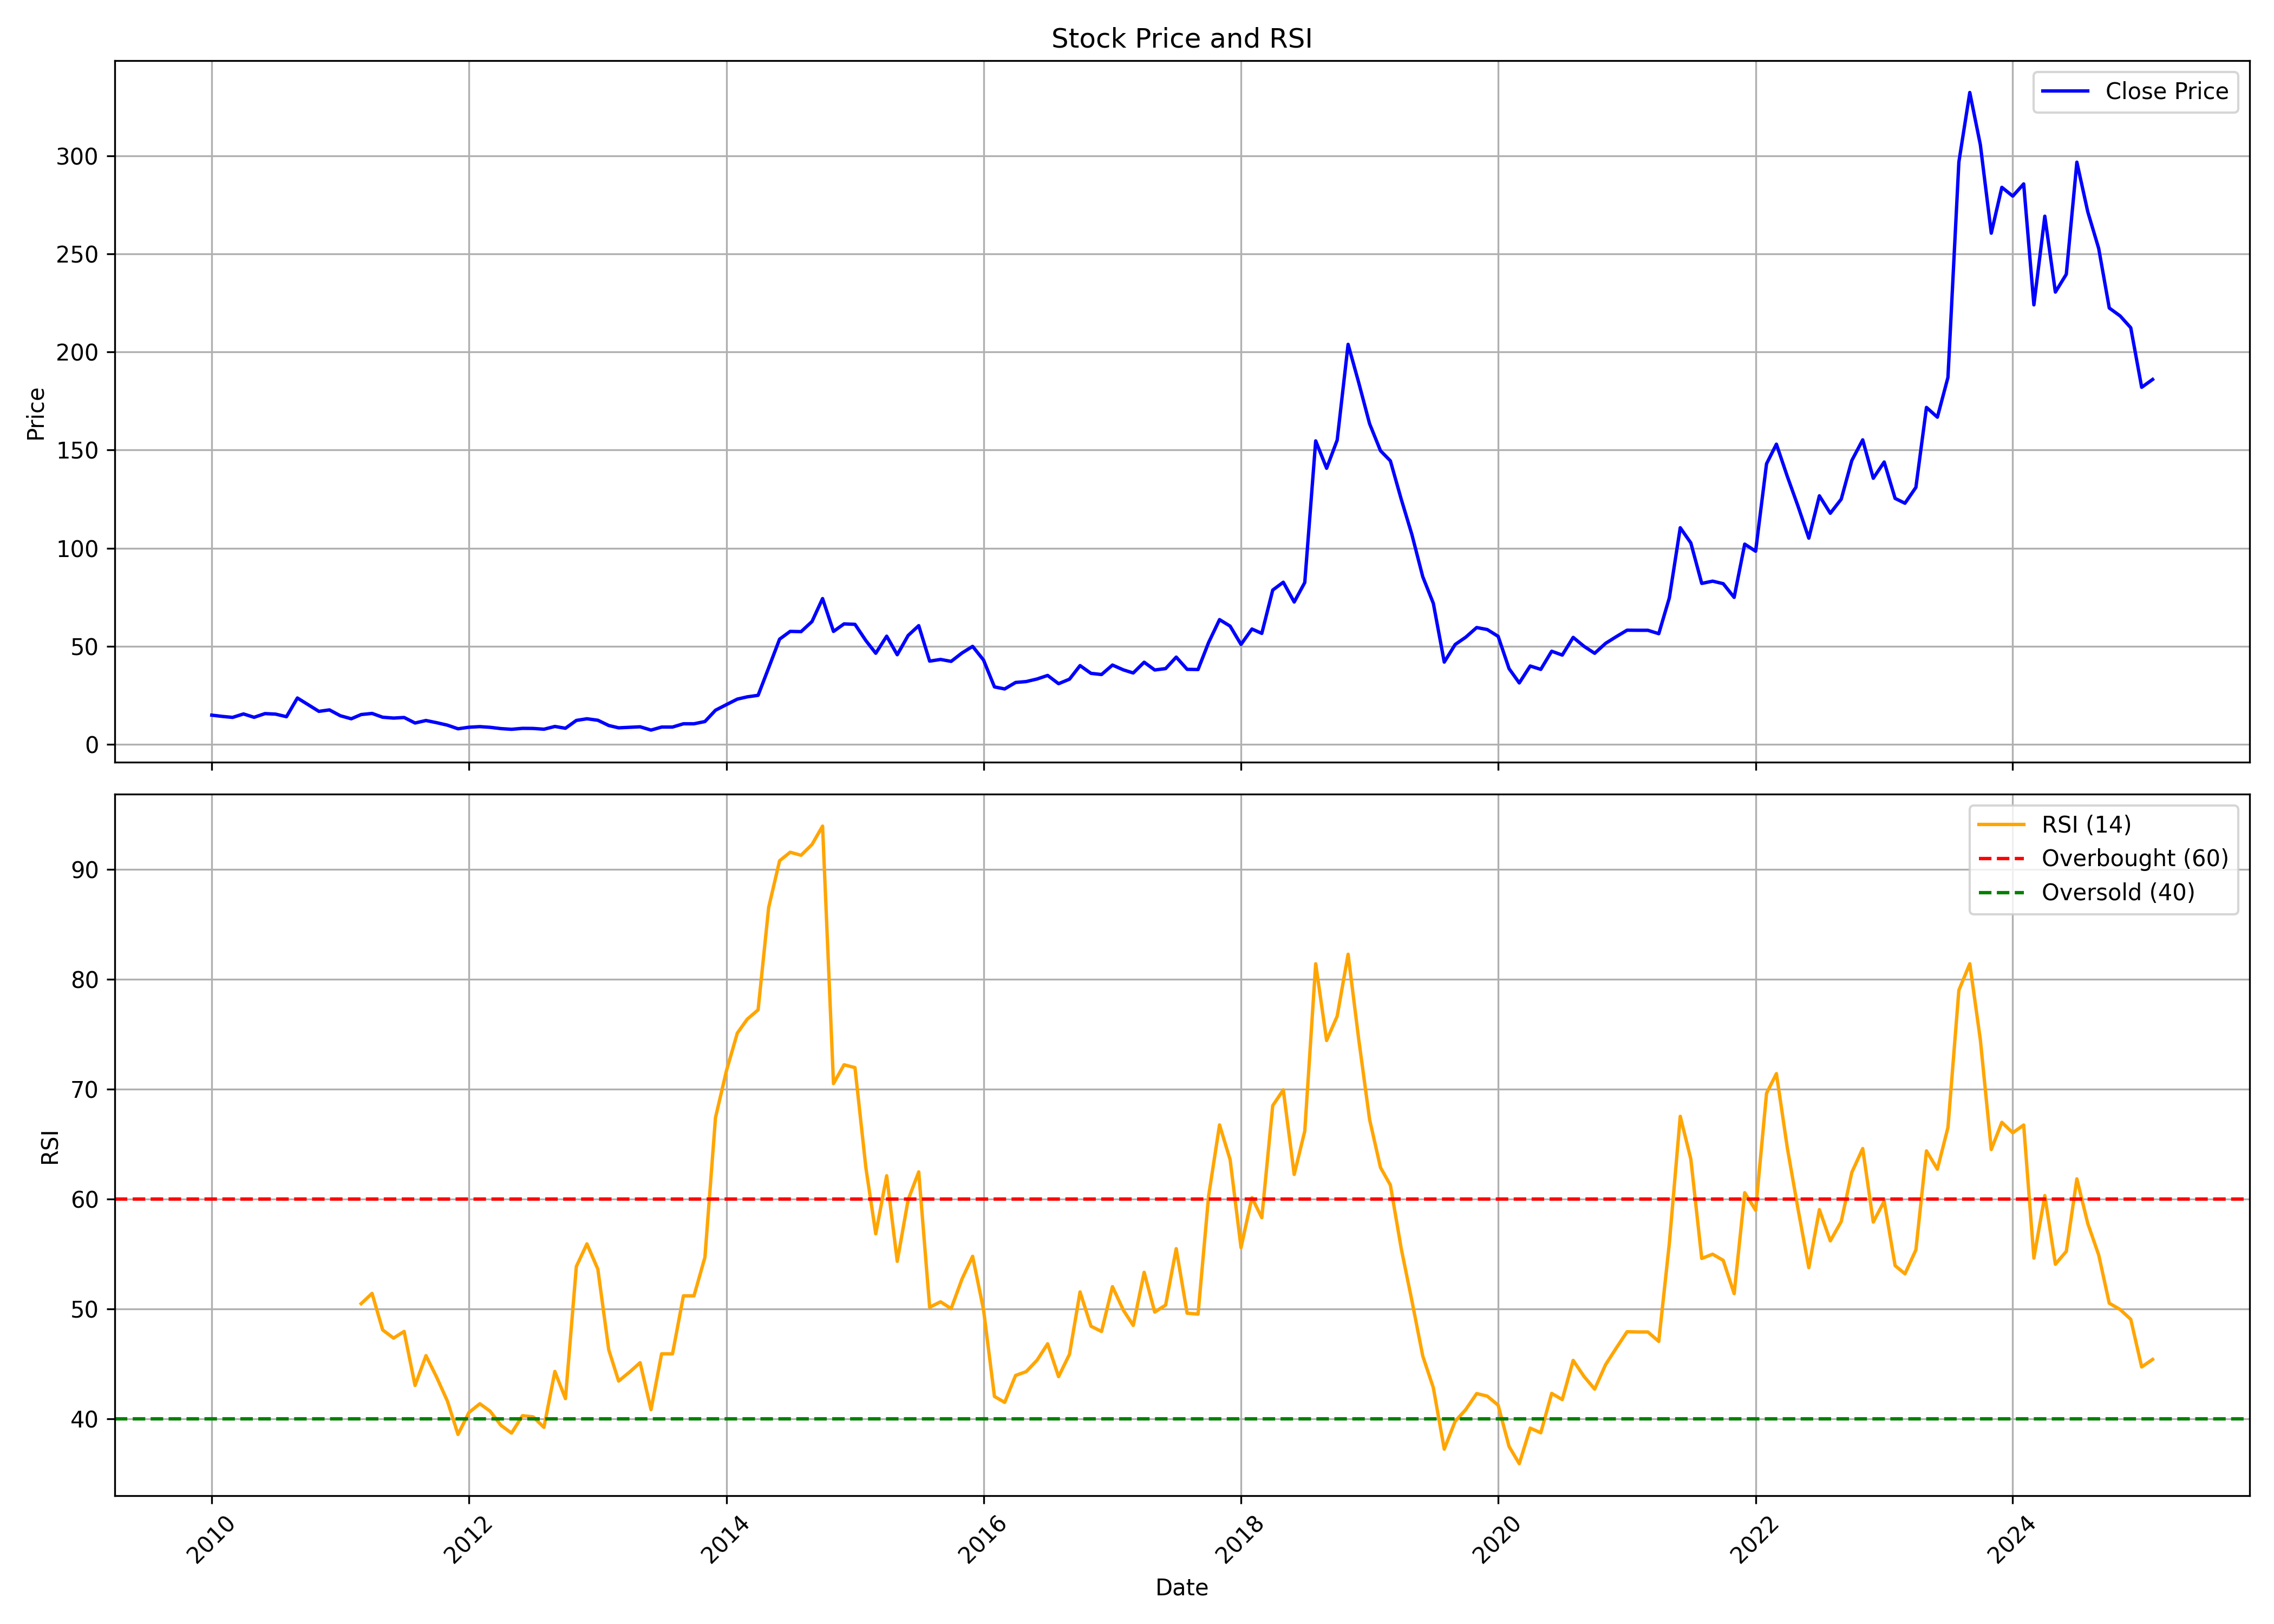 Stock Price and RSI
Close Price
Price
300
250
200
150
100
50
0
RSI (14)
Overbought (60)
Oversold (40)
RSI
90
80
70
60
50
40
2010
2012
2014
2016
2018
2020
2022
2024
Date